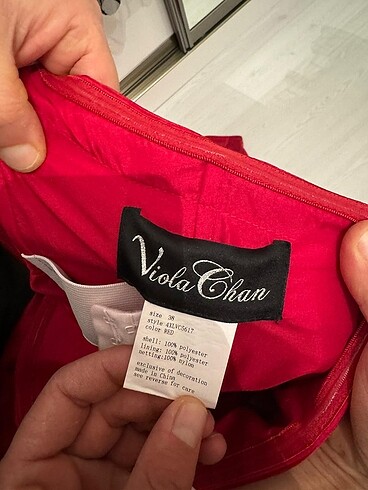 Viola Chan
size 38
style:4XLVC5617
color RED
shell: 100% polyester
lining: 100% polyester
netting:100% nylon
exclusive of decoration
made in China
see reverse for care